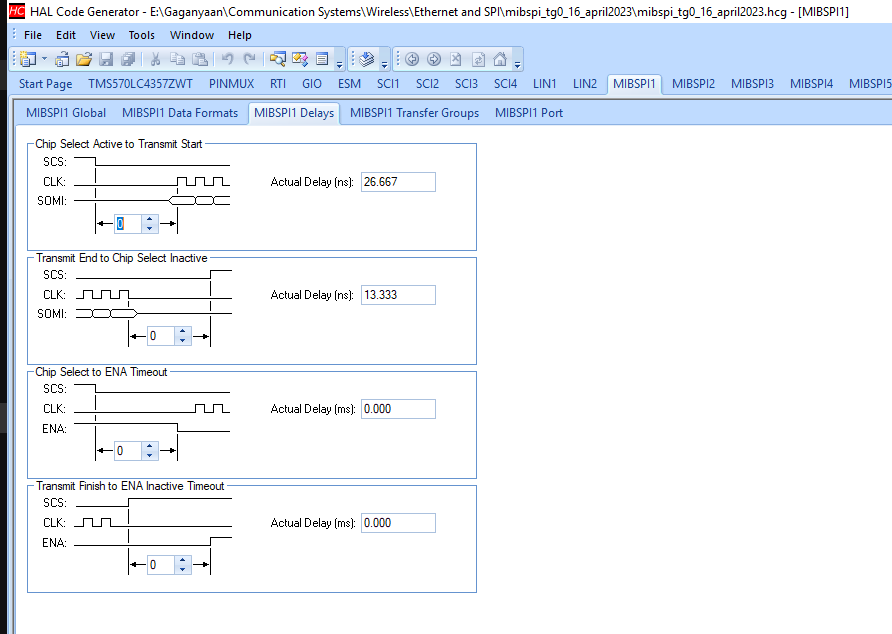 HC HAL Code Generator - E:\Gaganyaan\Communication Systems\Wireless\Ethernet and SPI\mibspi_tg0_16_april2023\mibspi_tg0_16_april2023.hcg - [MIBSPI1]
File Edit View Tools Window Help
Start Page TMS570LC4357ZWT PINMUX RTI GIO ESM SCI1 SCI2 SCI3 SCI4 LIN1 LIN2 MIBSPI1 MIBSPI2 MIBSPI3 MIBSPI4 MIBSPI5
MIBSPI1 Global MIBSPI1 Data Formats MIBSPI1 Delays MIBSPI1 Transfer Groups MIBSPI1 Port
Chip Select Active to Transmit Start
SCS:
CLK: Actual Delay (ns): 26.667
SOMI:
0
Transmit End to Chip Select Inactive
SCS:
CLK: Actual Delay (ns): 13.333
SOMI:
0
Chip Select to ENA Timeout
SCS:
CLK: Actual Delay (ms): 0.000
ENA:
0
Transmit Finish to ENA Inactive Timeout
SCS:
CLK: Actual Delay (ms): 0.000
ENA:
0